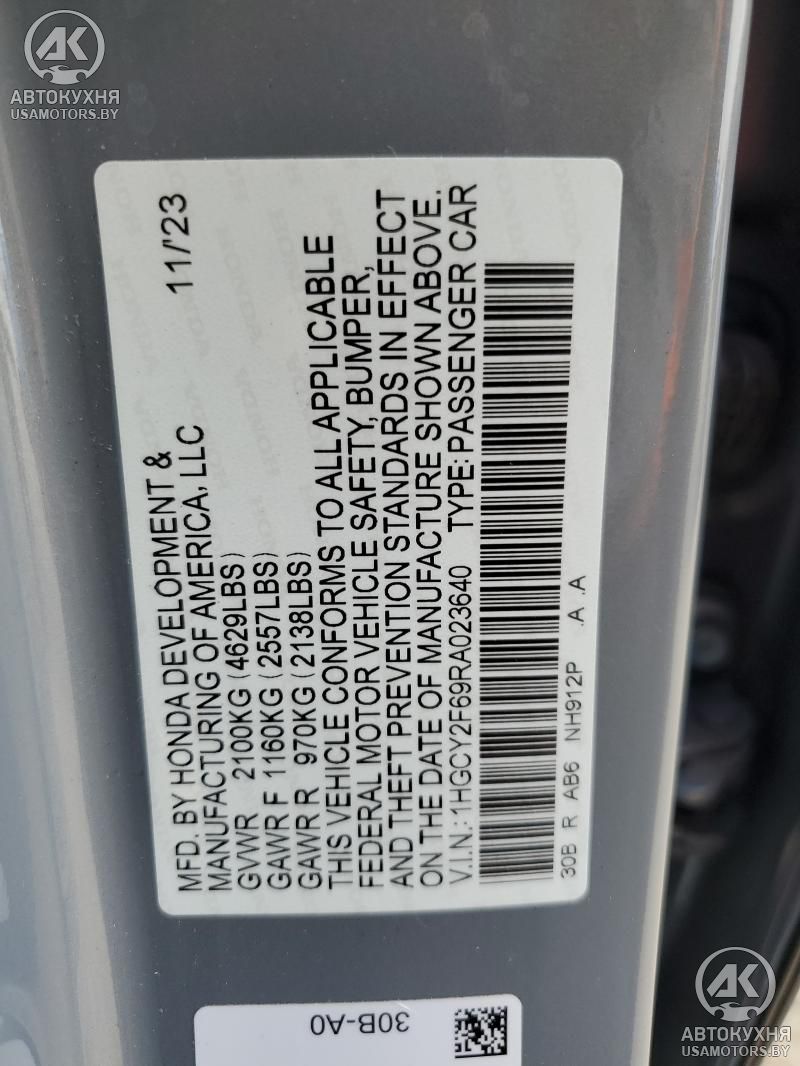 AK
АВТОКУХНЯ
USAMOTORS.BY
MFD. BY HONDA DEVELOPMENT & 11/'23
MANUFACTURING OF AMERICA, LLC
GVWR 2100KG (4629LBS)
GAWR F 1160KG (2557LBS)
GAWR R 970KG (2138LBS)
THIS VEHICLE CONFORMS TO ALL APPLICABLE
FEDERAL MOTOR VEHICLE SAFETY, BUMPER,
AND THEFT PREVENTION STANDARDS IN EFFECT
ON THE DATE OF MANUFACTURE SHOWN ABOVE.
V.I.N.: 1HGCY2F69RA023640 TYPE: PASSENGER CAR
30B R AB6 NH912P .A .A
30B-A0
AK
АВТОКУХНЯ
USAMOTORS.BY